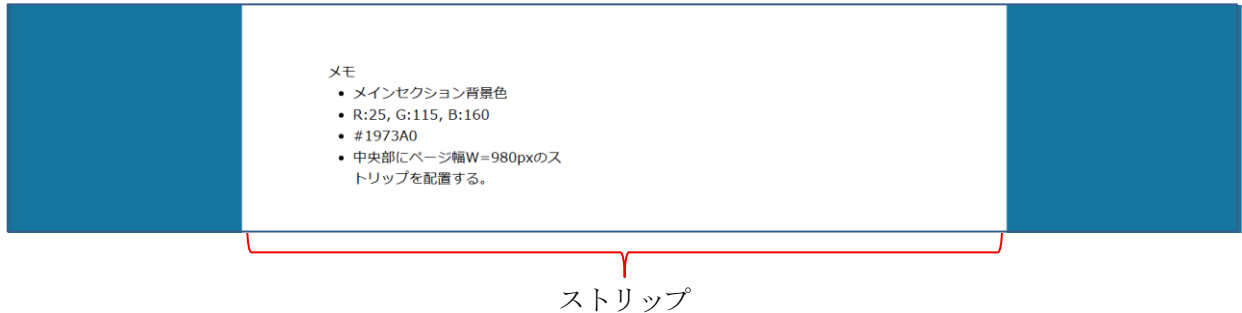 メモ
• メインセクション背景色
• R:25, G:115, B:160
• #1973A0
• 中央部にページ幅W=980pxのス
トリップを配置する。
ストリップ